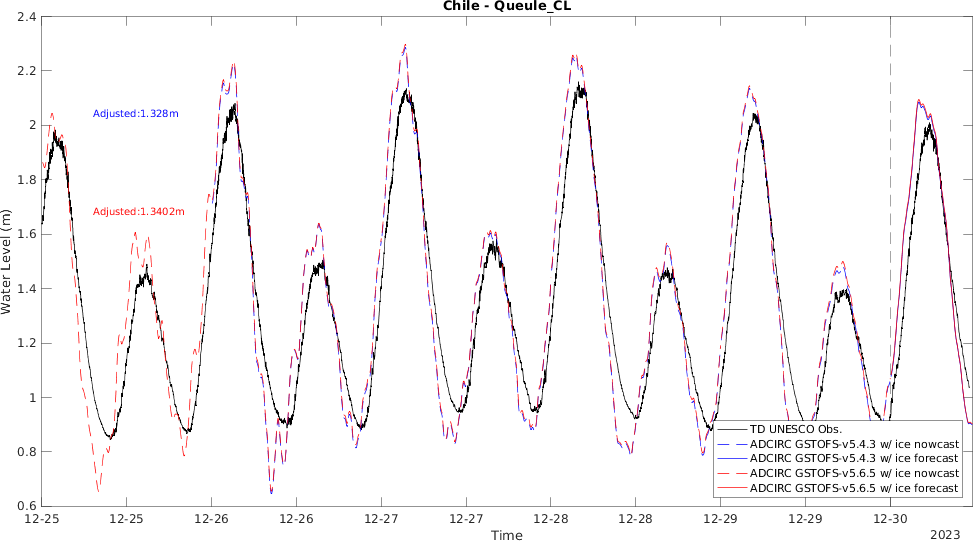 Chile - Queule_CL
2.4
2.2
2
1.8
1.6
1.4
1.2
1
0.8
0.6
Water Level (m)
Adjusted:1.328m
Adjusted:1.3402m
TD UNESCO Obs.
ADCIRC GSTOFS-v5.4.3 w/ ice nowcast
ADCIRC GSTOFS-v5.4.3 w/ ice forecast
ADCIRC GSTOFS-v5.6.5 w/ ice nowcast
ADCIRC GSTOFS-v5.6.5 w/ ice forecast
12-25 12-25 12-26 12-26 12-27 12-27 12-28 12-28 12-29 12-29 12-30
Time
2023